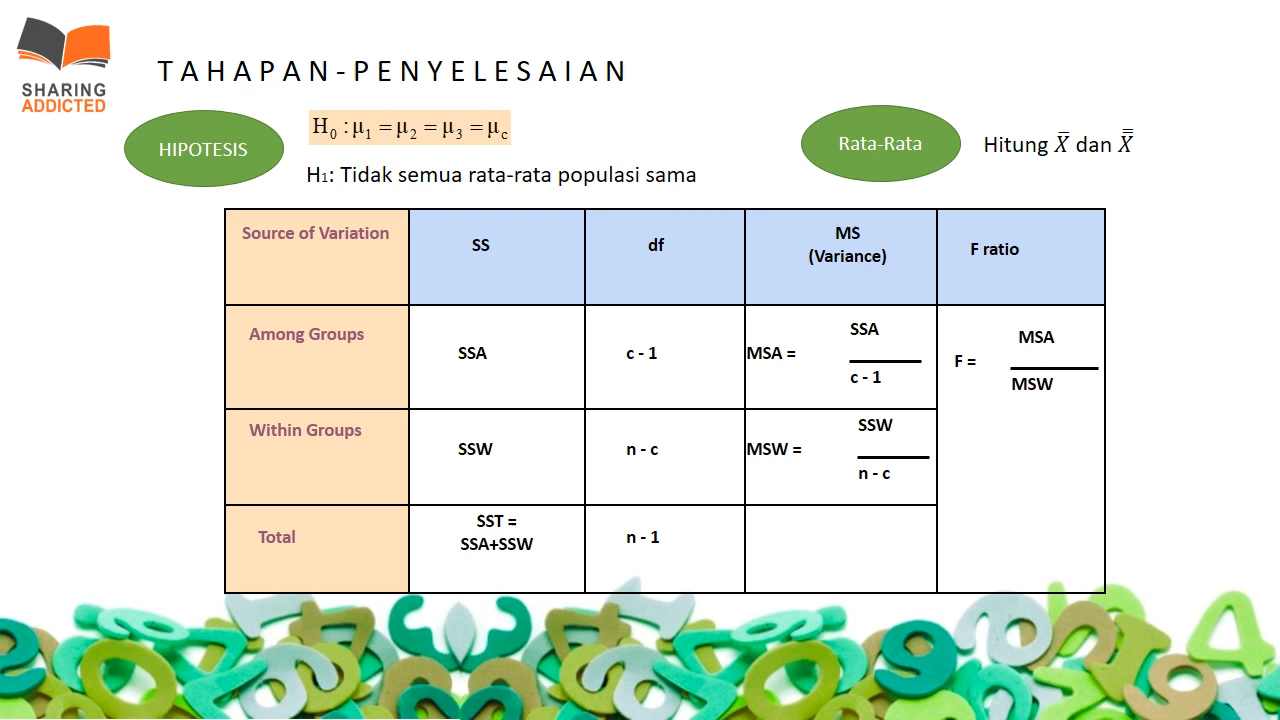 SHARING
ADDICTED
TAHAPAN-PENYELESAIAN
HIPOTESIS
H₀ : μ₁ = μ₂ = μ₃ = μc
H₁: Tidak semua rata-rata populasi sama
Rata-Rata
Hitung X̄ dan X̿
Source of Variation
SS
df
MS
(Variance)
F ratio
Among Groups
SSA
c - 1
MSA =
SSA
c - 1
F =
MSA
MSW
Within Groups
SSW
n - c
MSW =
SSW
n - c
Total
SST =
SSA+SSW
n - 1